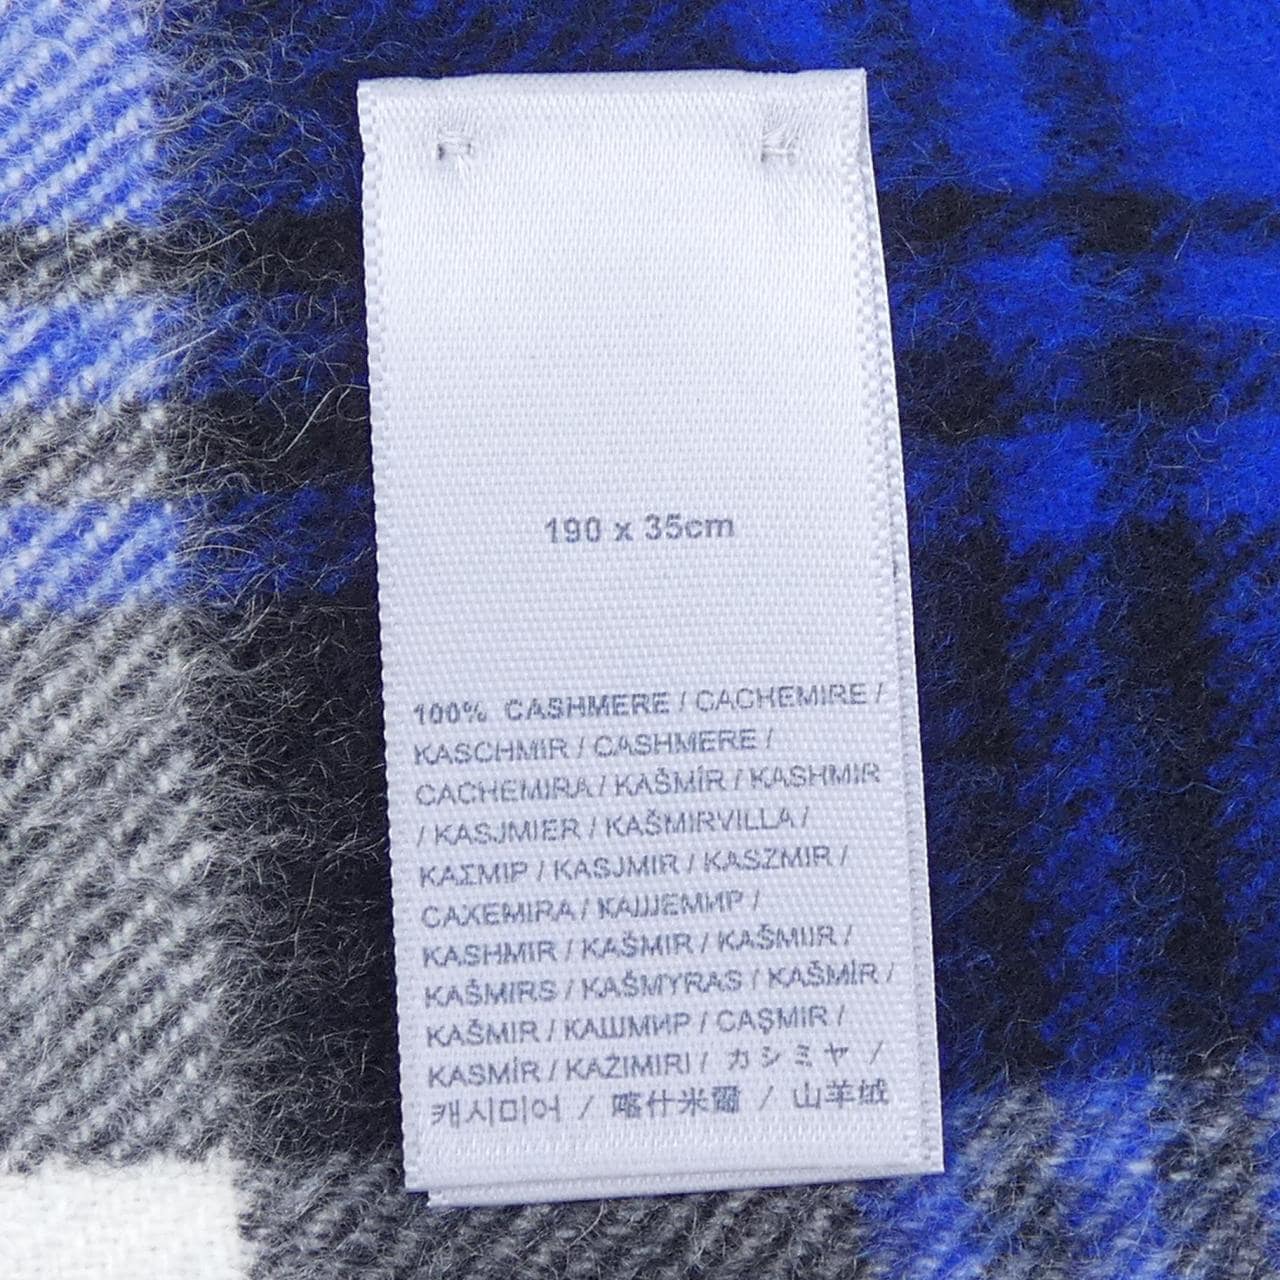 190 x 35cm
100% CASHMERE / CACHEMIRE /
KASCHMIR / CASHMERE /
CACHEMIRA / KAŠMÍR / KASHMIR
/ KASJMIER / KAŠMIRVILLA /
ΚΑΣΜΙΡ / KASJMIR / KASZMIR /
CAXEMIRA / КАШЕМИР /
KASHMIR / KAŠMIR / KAŠMIIR /
KAŠMIRS / KAŠMYRAS / KAŠMÍR /
KAŠMIR / КАШМИР / CAŞMIR /
KASMÍR / KAŻIMIRI / カシミヤ /
캐시미어 / 喀什米爾 / 山羊绒